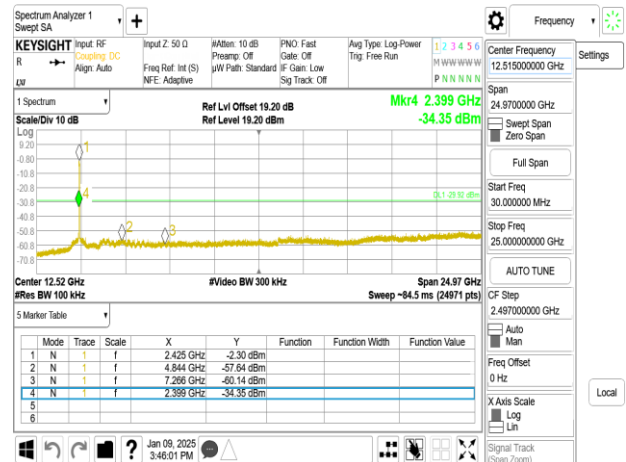 Spectrum Analyzer 1
Swept SA
Frequency
KEYSIGHT
R
Input: RF
Coupling: DC
Align: Auto
Input Z: 50 Ω
Freq Ref: Int (S)
NFE: Adaptive
#Atten: 10 dB
Preamp: Off
µW Path: Standard
PNO: Fast
Gate: Off
IF Gain: Low
Sig Track: Off
Avg Type: Log-Power
Trig: Free Run
1 2 3 4 5 6
M W W W W W
P N N N N N
Center Frequency
12.515000000 GHz
Settings
Span
24.9700000 GHz
Swept Span
Zero Span
Full Span
Start Freq
30.000000 MHz
Stop Freq
25.000000000 GHz
AUTO TUNE
CF Step
2.497000000 GHz
Auto
Man
Freq Offset
0 Hz
X Axis Scale
Log
Lin
Signal Track
(Span Zoom)
Local
1 Spectrum
Scale/Div 10 dB
Ref Lvl Offset 19.20 dB
Ref Level 19.20 dBm
Mkr4 2.399 GHz
-34.35 dBm
Log
9.20
-0.80
-10.8
-20.8
-30.8
-40.8
-50.8
-60.8
-70.8
1
4
2
3
DL1 -29.92 dBm
Center 12.52 GHz
#Video BW 300 kHz
Span 24.97 GHz
#Res BW 100 kHz
Sweep ~84.5 ms (24971 pts)
5 Marker Table
Mode Trace Scale X Y Function Function Width Function Value
1 N 1 f 2.425 GHz -2.30 dBm
2 N 1 f 4.844 GHz -57.64 dBm
3 N 1 f 7.266 GHz -60.14 dBm
4 N 1 f 2.399 GHz -34.35 dBm
5
6
?
Jan 09, 2025
3:46:01 PM